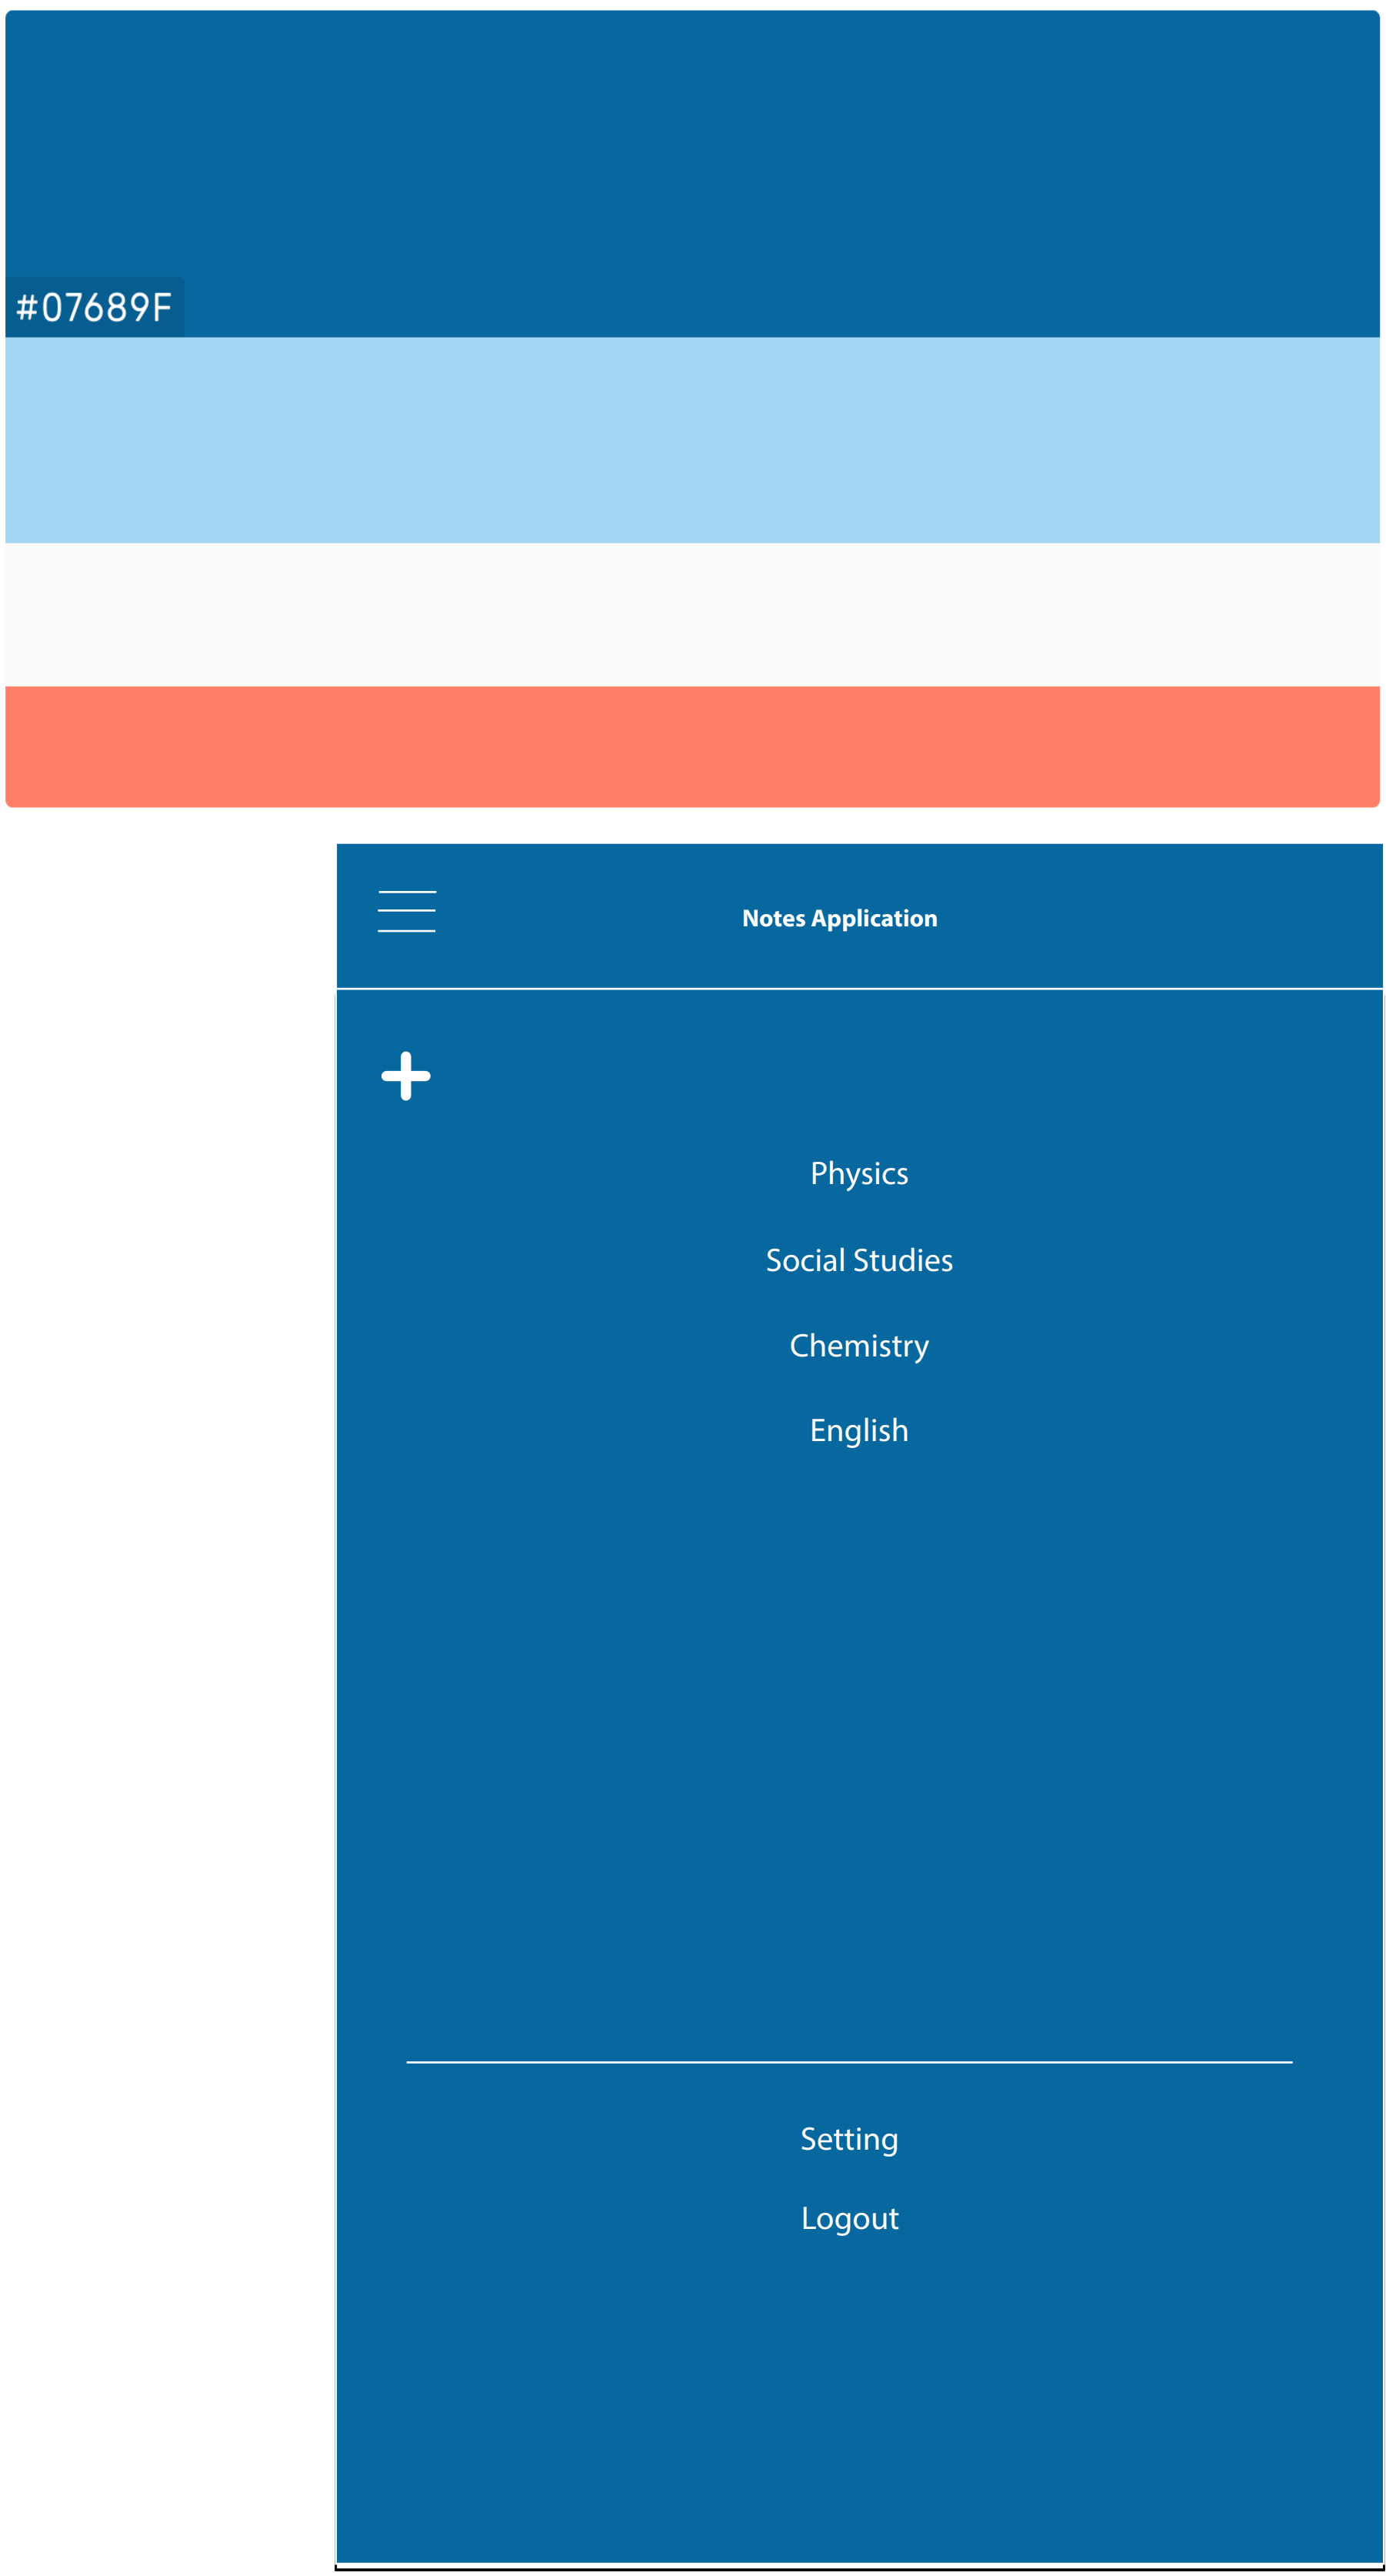 #07689F
Notes Application
Physics
Social Studies
Chemistry
English
Setting
Logout